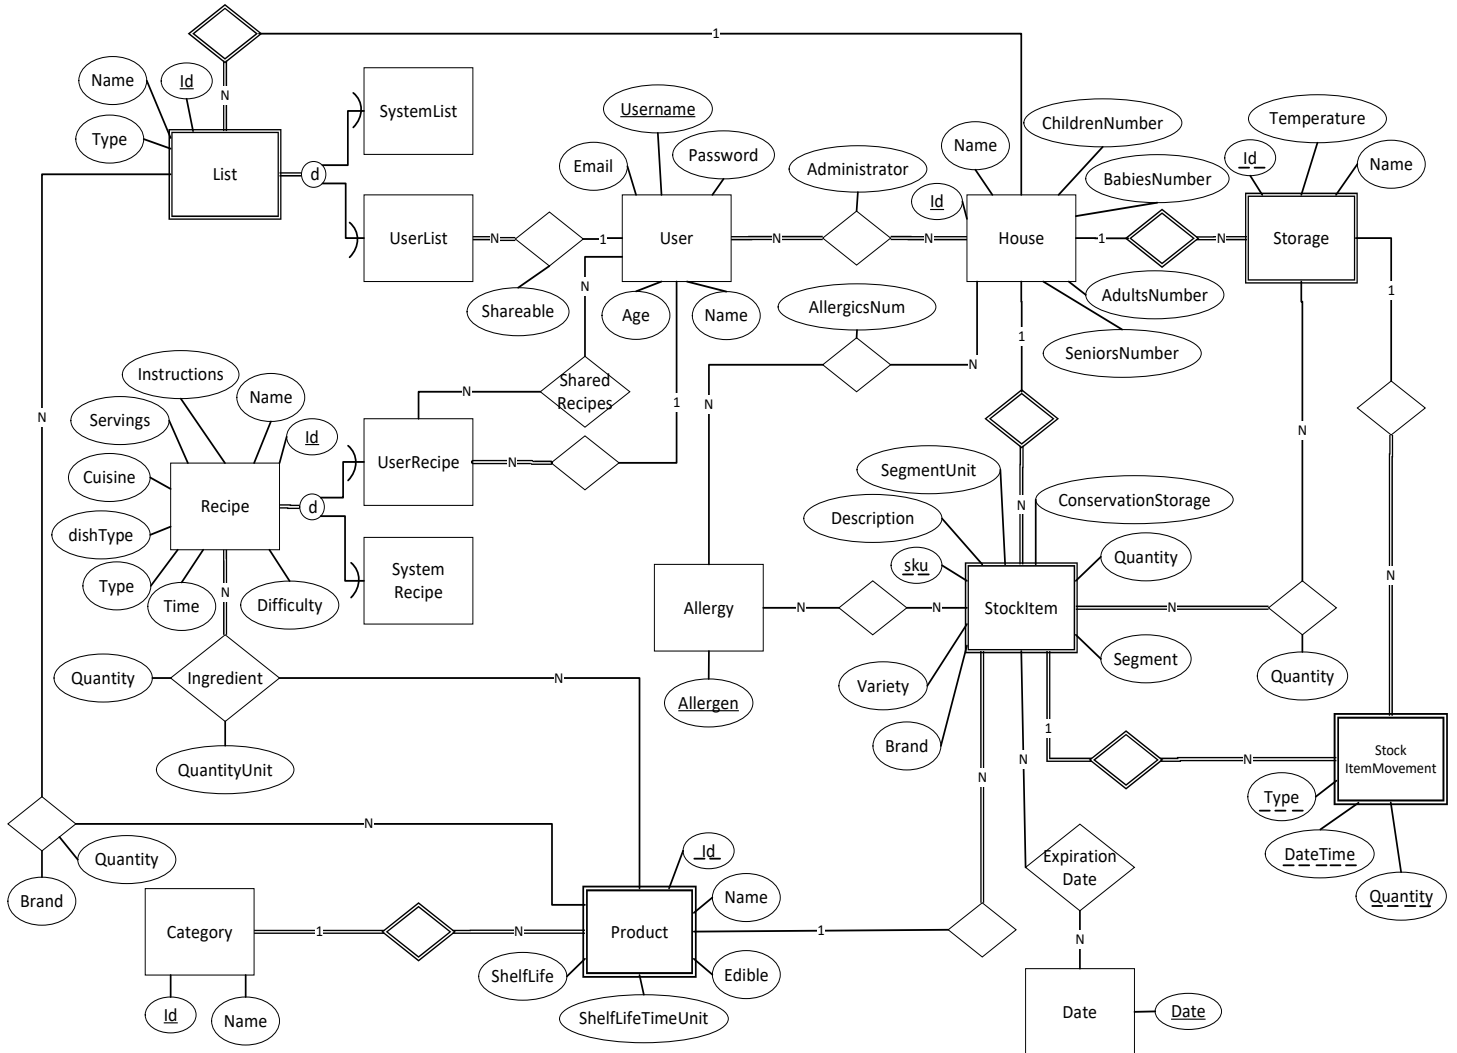 1
Name
Id
SystemList
N
Type
List
d
UserList
N
1
Shareable
Username
Email
Password
User
Age
Name
N
Administrator
N
N
AllergicsNum
ChildrenNumber
Name
BabiesNumber
Id
House
1
N
AdultsNumber
SeniorsNumber
Temperature
Id
Name
Storage
1
1
N
N
Shared
Recipes
N
1
N
N
Instructions
Name
Servings
Id
Cuisine
Recipe
d
UserRecipe
N
dishType
Type
Time
Difficulty
System
Recipe
N
N
SegmentUnit
ConservationStorage
Description
N
Quantity
sku
StockItem
Allergy
N
N
N
Segment
Variety
Brand
Allergen
Quantity
N
N
Quantity
Ingredient
N
QuantityUnit
1
N
N
N
Stock
ItemMovement
Type
DateTime
Quantity
N
Quantity
Brand
Expiration
Date
N
Date
Date
Id
Name
Category
1
N
Product
1
ShelfLife
Edible
ShelfLifeTimeUnit
Id
Name